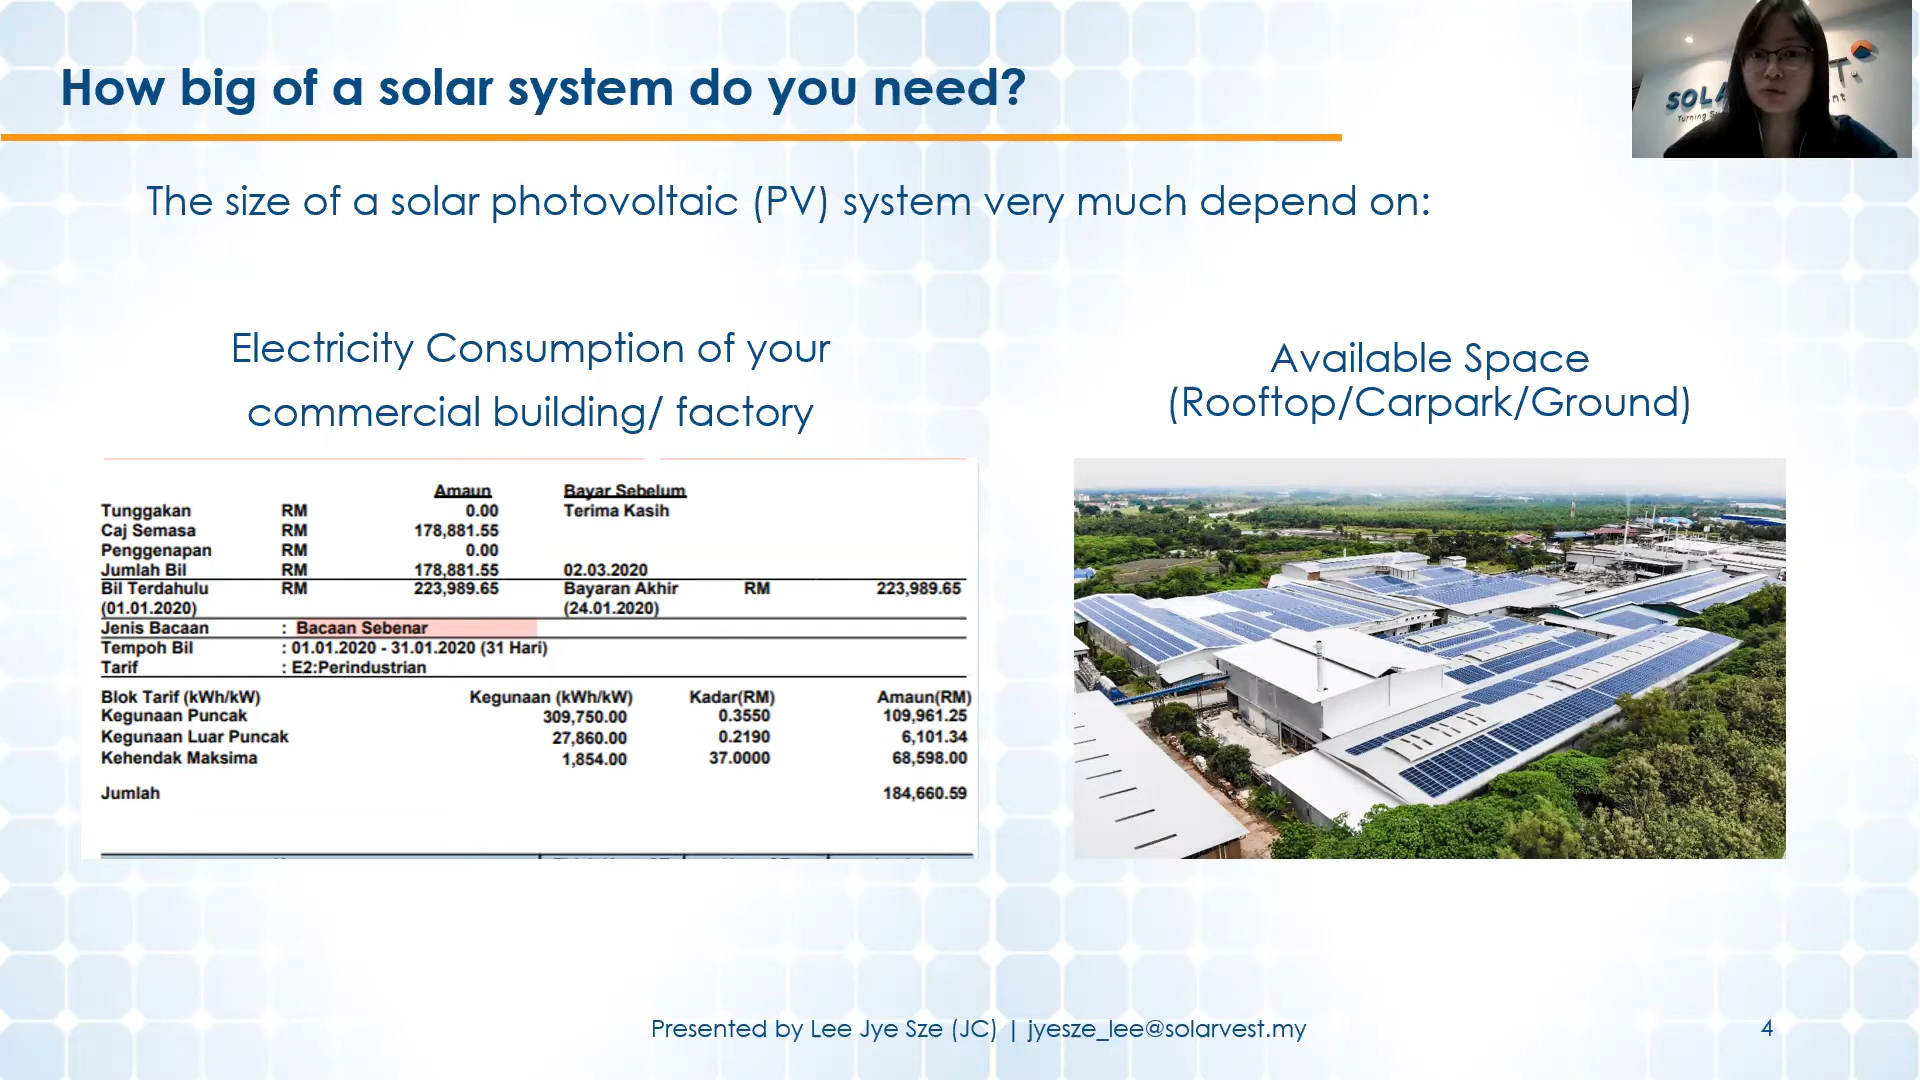 How big of a solar system do you need?
The size of a solar photovoltaic (PV) system very much depend on:
Electricity Consumption of your
commercial building/ factory
Available Space
(Rooftop/Carpark/Ground)
Amaun Bayar Sebelum
Tunggakan RM 0.00 Terima Kasih
Caj Semasa RM 178,881.55
Penggenapan RM 0.00
Jumlah Bil RM 178,881.55 02.03.2020
Bil Terdahulu RM 223,989.65 Bayaran Akhir RM 223,989.65
(01.01.2020) (24.01.2020)
Jenis Bacaan : Bacaan Sebenar
Tempoh Bil : 01.01.2020 - 31.01.2020 (31 Hari)
Tarif : E2:Perindustrian
Blok Tarif (kWh/kW) Kegunaan (kWh/kW) Kadar(RM) Amaun(RM)
Kegunaan Puncak 309,750.00 0.3550 109,961.25
Kegunaan Luar Puncak 27,860.00 0.2190 6,101.34
Kehendak Maksima 1,854.00 37.0000 68,598.00
Jumlah 184,660.59
Presented by Lee Jye Sze (JC) | jyesze_lee@solarvest.my
4